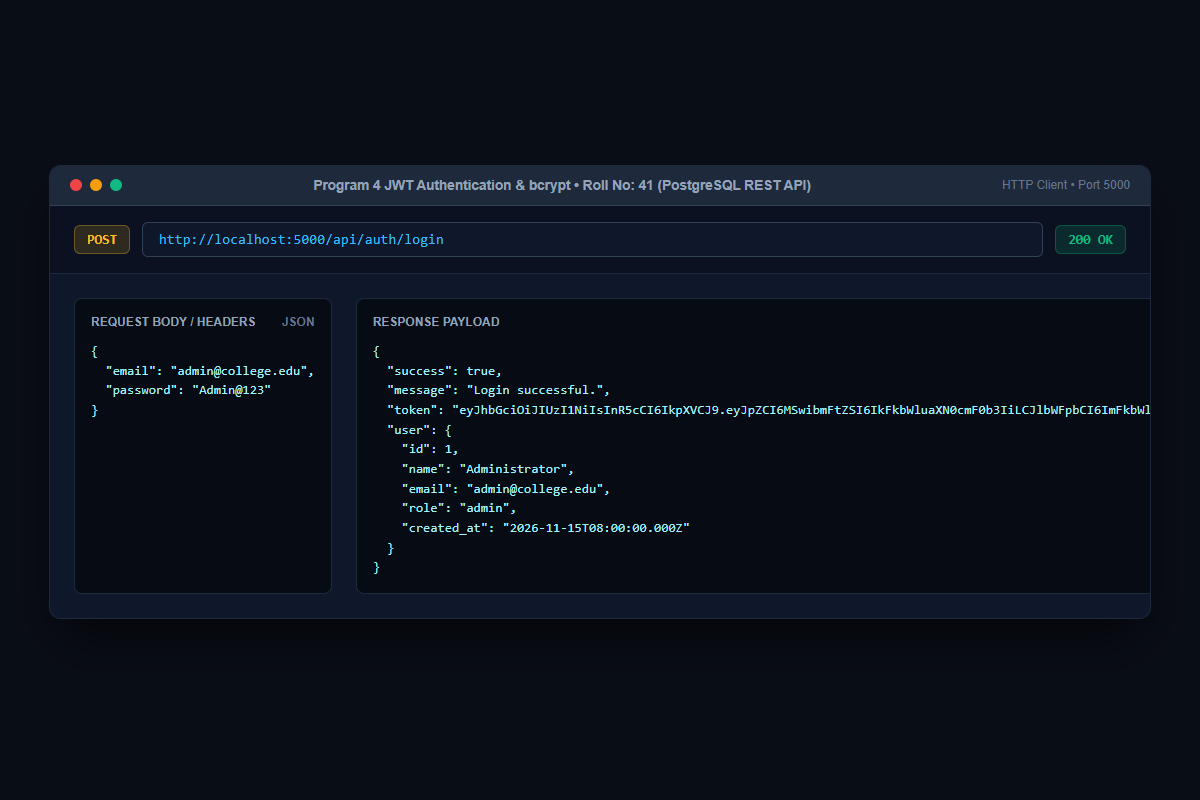 Program 4 JWT Authentication & bcrypt • Roll No: 41 (PostgreSQL REST API)
HTTP Client • Port 5000
POST
http://localhost:5000/api/auth/login
200 OK
REQUEST BODY / HEADERS
JSON
{
  "email": "admin@college.edu",
  "password": "Admin@123"
}
RESPONSE PAYLOAD
{
  "success": true,
  "message": "Login successful.",
  "token": "eyJhbGciOiJIUzI1NiIsInR5cCI6IkpXVCJ9.eyJpZCI6MSwibmFtZSI6IkFkbWluaXN0cmF0b3IiLCJlbWFpbCI6ImFkbWl
  "user": {
    "id": 1,
    "name": "Administrator",
    "email": "admin@college.edu",
    "role": "admin",
    "created_at": "2026-11-15T08:00:00.000Z"
  }
}